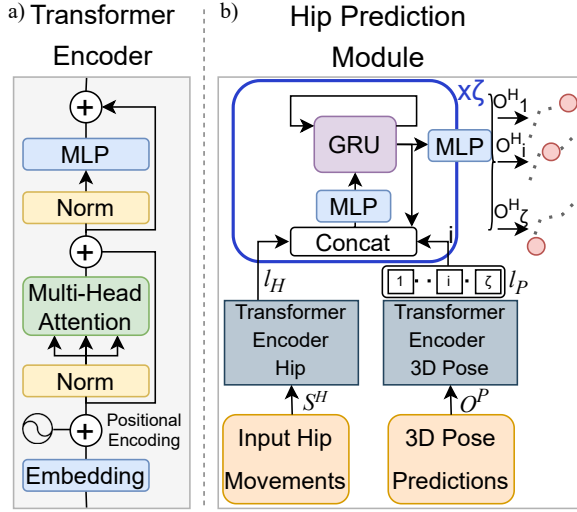 a) Transformer
Encoder
+
MLP
Norm
+
Multi-Head
Attention
Norm
+
Positional
Encoding
Embedding
b) Hip Prediction
Module
xζ
GRU
MLP
MLP
Concat
i
O^H_1
O^H_i
O^H_ζ
l_H
1 · · i · ζ
l_P
Transformer
Encoder
Hip
Transformer
Encoder
3D Pose
S^H
O^P
Input Hip
Movements
3D Pose
Predictions